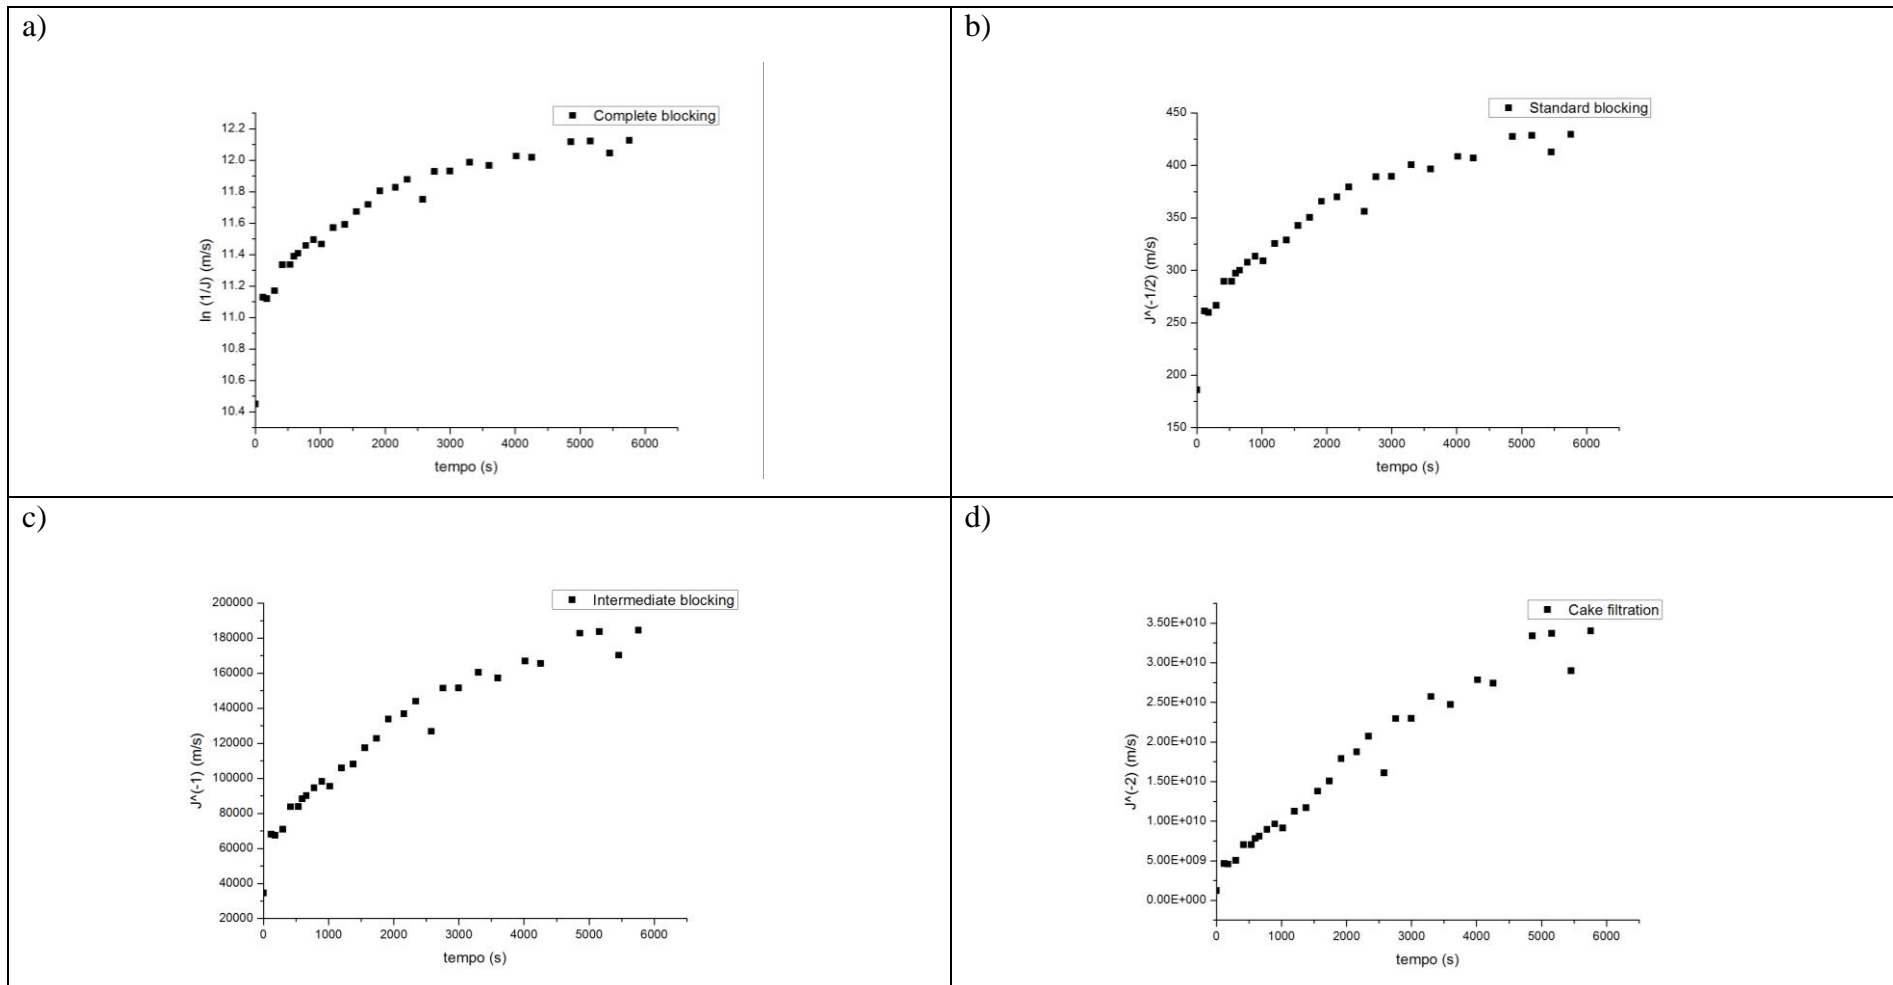 a)
Complete blocking
ln (1/J) (m/s)
12.2
12.0
11.8
11.6
11.4
11.2
11.0
10.8
10.6
10.4
0 1000 2000 3000 4000 5000 6000
tempo (s)
b)
Standard blocking
J^(-1/2) (m/s)
450
400
350
300
250
200
150
0 1000 2000 3000 4000 5000 6000
tempo (s)
c)
Intermediate blocking
J^(-1) (m/s)
200000
180000
160000
140000
120000
100000
80000
60000
40000
20000
0 1000 2000 3000 4000 5000 6000
tempo (s)
d)
Cake filtration
J^(-2) (m/s)
3.50E+010
3.00E+010
2.50E+010
2.00E+010
1.50E+010
1.00E+010
5.00E+009
0.00E+000
0 1000 2000 3000 4000 5000 6000
tempo (s)